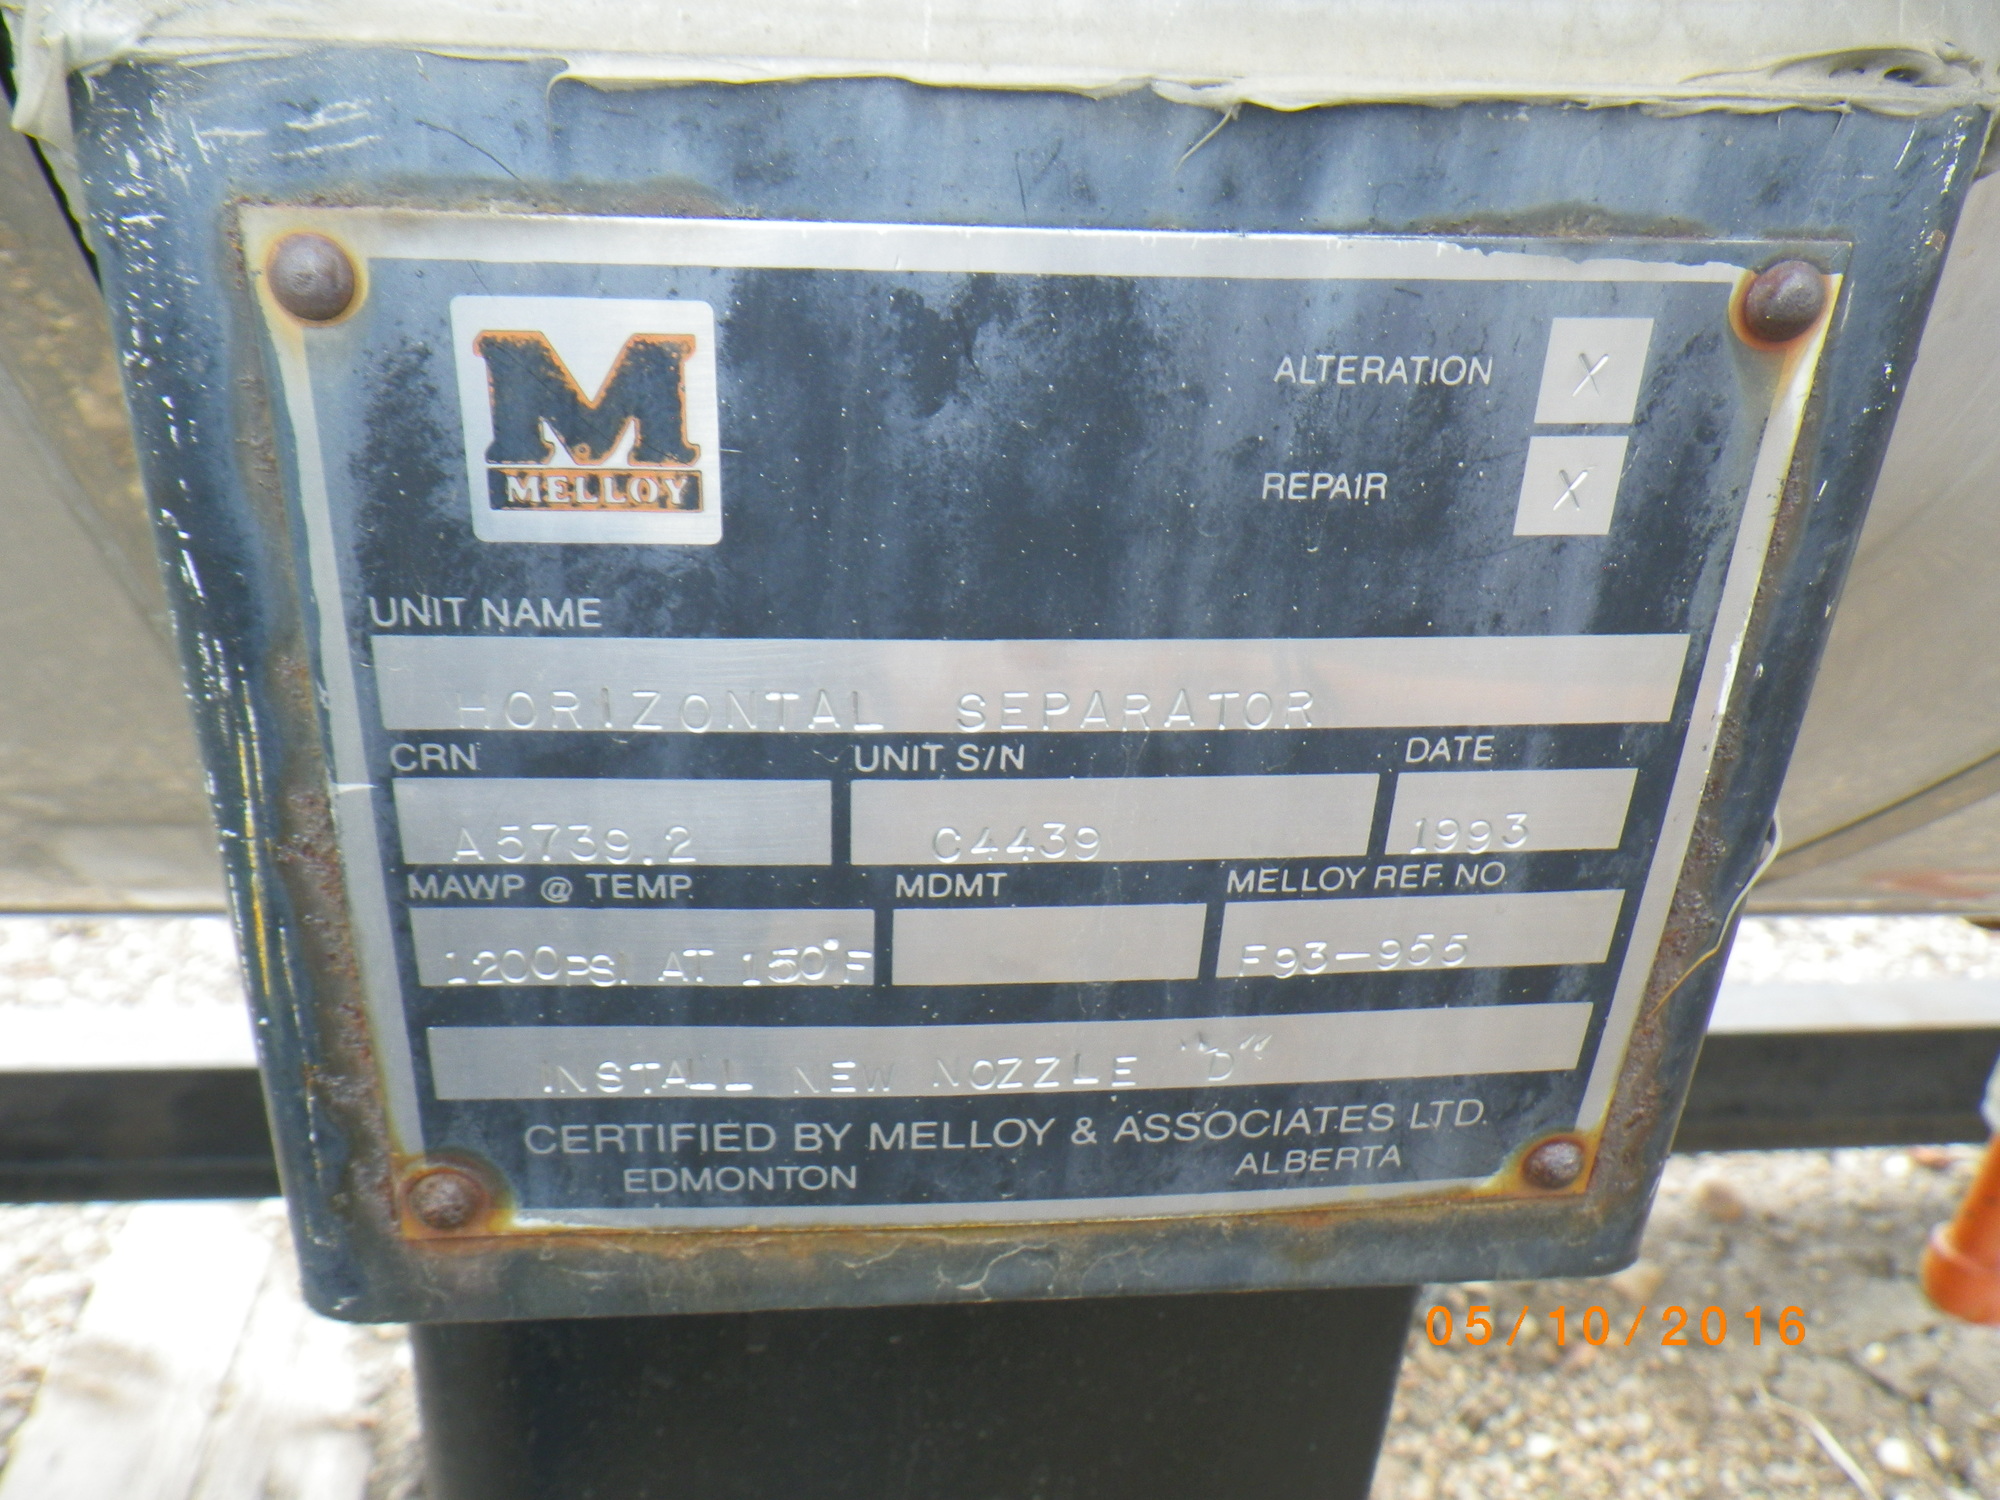 M
MELLOY
ALTERATION X
REPAIR X
UNIT NAME
HORIZONTAL SEPARATOR
CRN UNIT S/N DATE
A5739.2 C4439 1993
MAWP @ TEMP. MDMT MELLOY REF. NO
1200PSI AT 150°F F93-955
INSTALL NEW NOZZLE "D"
CERTIFIED BY MELLOY & ASSOCIATES LTD.
EDMONTON ALBERTA
05/10/2016